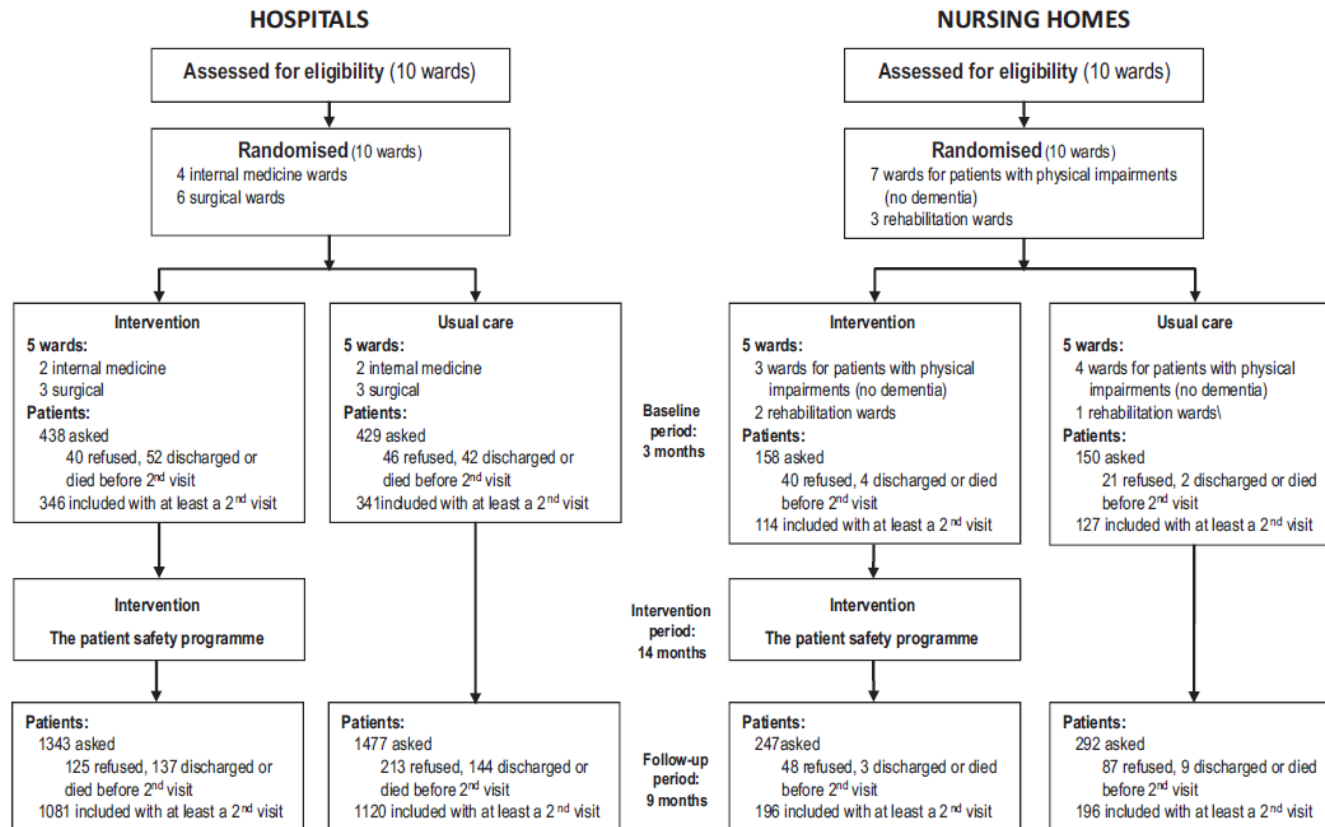 HOSPITALS
Assessed for eligibility (10 wards)
Randomised (10 wards)
4 internal medicine wards
6 surgical wards
Intervention
5 wards:
2 internal medicine
3 surgical
Patients:
438 asked
40 refused, 52 discharged or
died before 2nd visit
346 included with at least a 2nd visit
Usual care
5 wards:
2 internal medicine
3 surgical
Patients:
429 asked
46 refused, 42 discharged or
died before 2nd visit
341included with at least a 2nd visit
Intervention
The patient safety programme
Patients:
1343 asked
125 refused, 137 discharged or
died before 2nd visit
1081 included with at least a 2nd visit
Patients:
1477 asked
213 refused, 144 discharged or
died before 2nd visit
1120 included with at least a 2nd visit
Baseline
period:
3 months
Intervention
period:
14 months
Follow-up
period:
9 months
NURSING HOMES
Assessed for eligibility (10 wards)
Randomised (10 wards)
7 wards for patients with physical impairments
(no dementia)
3 rehabilitation wards
Intervention
5 wards:
3 wards for patients with physical
impairments (no dementia)
2 rehabilitation wards
Patients:
158 asked
40 refused, 4 discharged or died
before 2nd visit
114 included with at least a 2nd visit
Usual care
5 wards:
4 wards for patients with physical
impairments (no dementia)
1 rehabilitation wards\
Patients:
150 asked
21 refused, 2 discharged or died
before 2nd visit
127 included with at least a 2nd visit
Intervention
The patient safety programme
Patients:
247asked
48 refused, 3 discharged or died
before 2nd visit
196 included with at least a 2nd visit
Patients:
292 asked
87 refused, 9 discharged or died
before 2nd visit
196 included with at least a 2nd visit